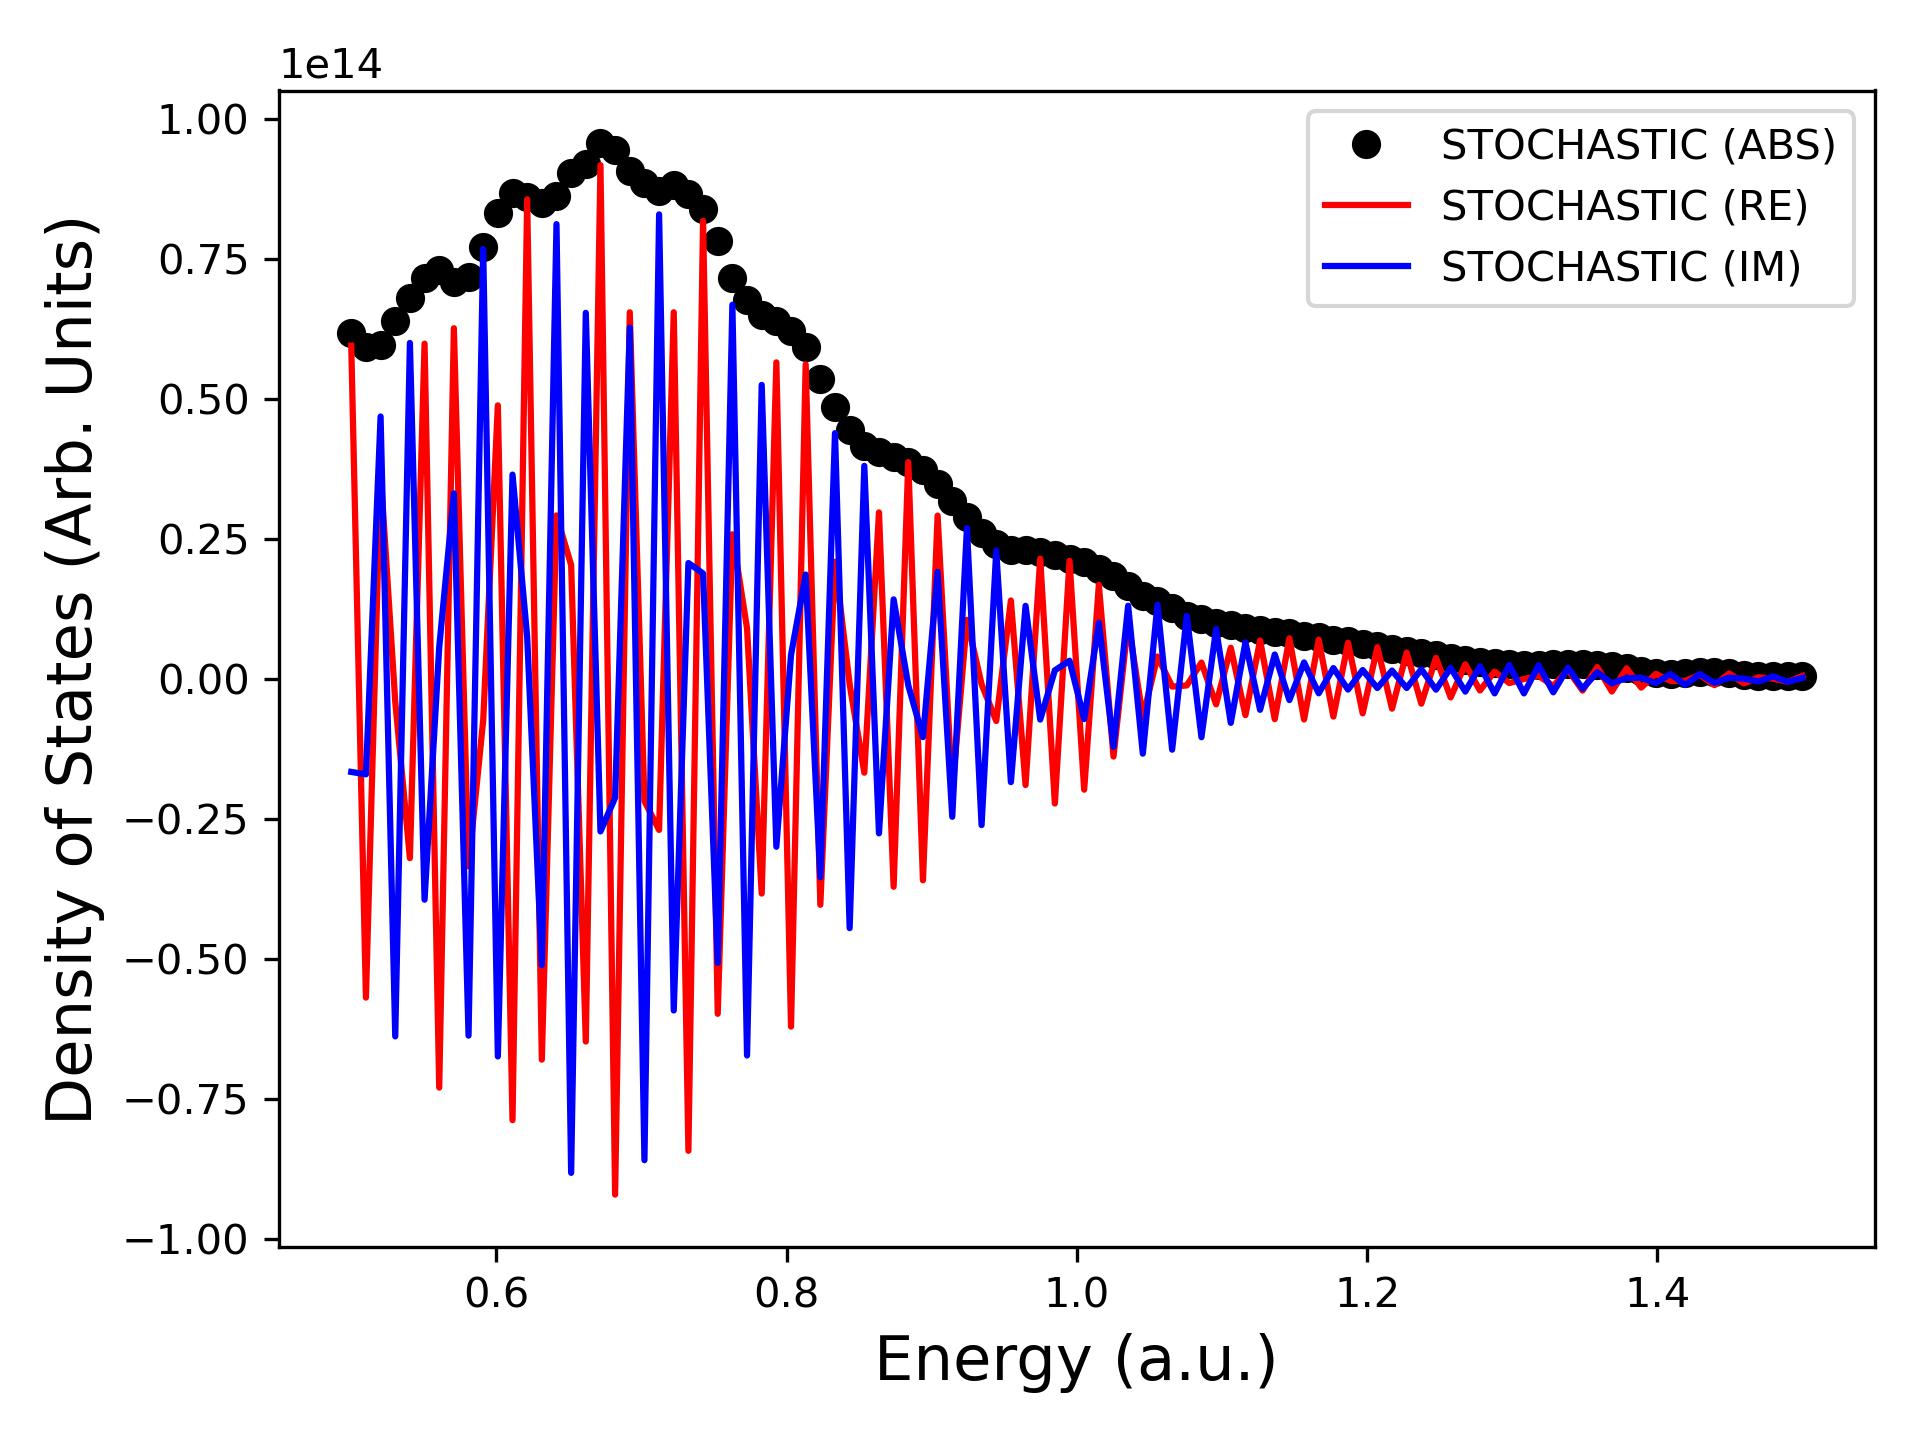 1e14
1.00
0.75
0.50
0.25
0.00
−0.25
−0.50
−0.75
−1.00
Density of States (Arb. Units)
STOCHASTIC (ABS)
STOCHASTIC (RE)
STOCHASTIC (IM)
0.6 0.8 1.0 1.2 1.4
Energy (a.u.)